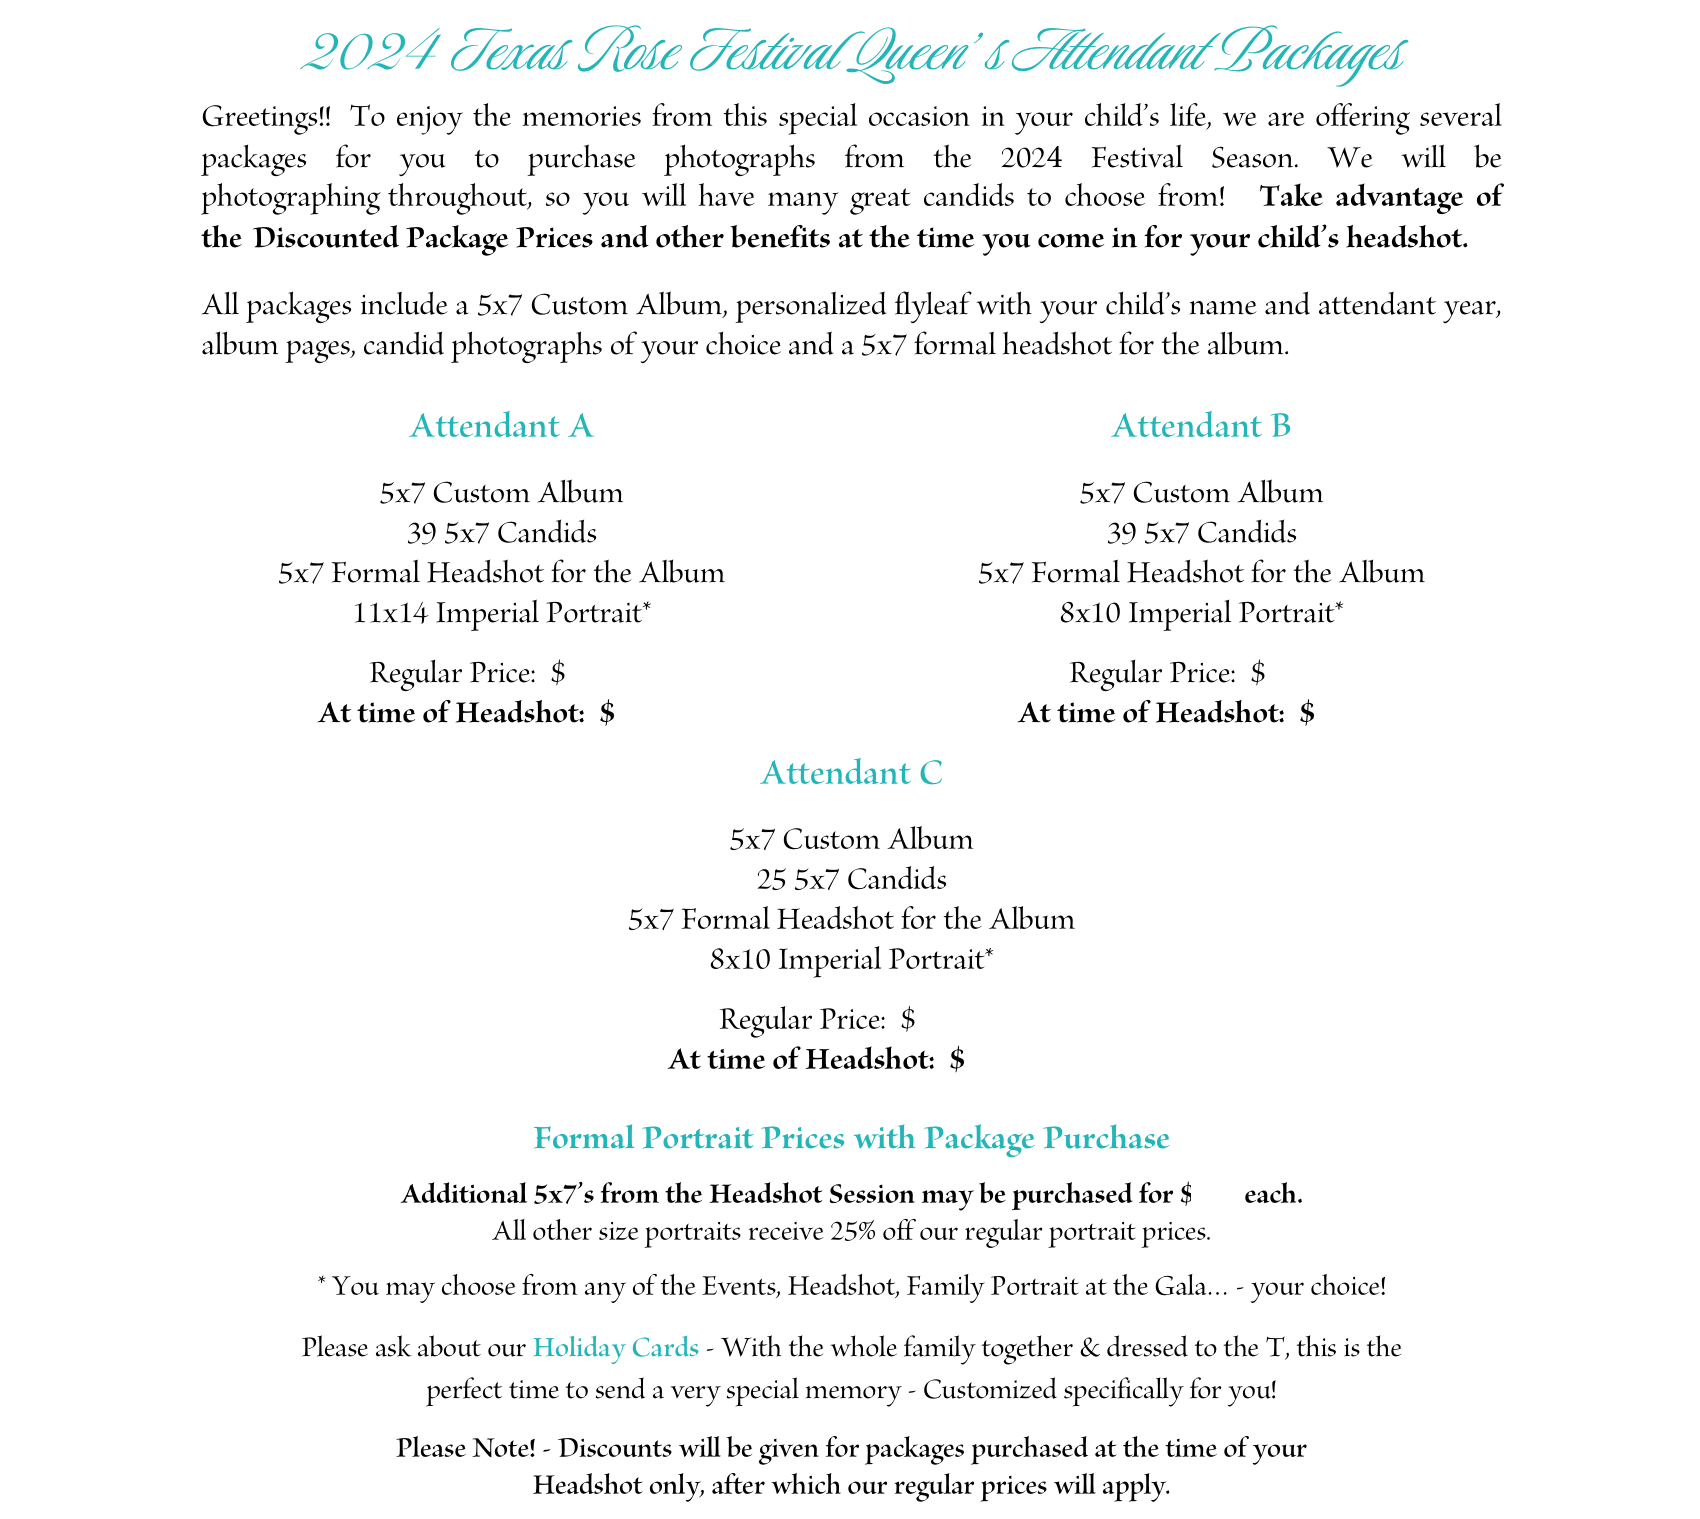 2024 Texas Rose Festival Queen's Attendant Packages
Greetings!! To enjoy the memories from this special occasion in your child's life, we are offering several
packages for you to purchase photographs from the 2024 Festival Season. We will be
photographing throughout, so you will have many great candids to choose from! Take advantage of
the Discounted Package Prices and other benefits at the time you come in for your child's headshot.
All packages include a 5x7 Custom Album, personalized flyleaf with your child's name and attendant year,
album pages, candid photographs of your choice and a 5x7 formal headshot for the album.
Attendant A
5x7 Custom Album
39 5x7 Candids
5x7 Formal Headshot for the Album
11x14 Imperial Portrait*
Regular Price: $
At time of Headshot: $
Attendant B
5x7 Custom Album
39 5x7 Candids
5x7 Formal Headshot for the Album
8x10 Imperial Portrait*
Regular Price: $
At time of Headshot: $
Attendant C
5x7 Custom Album
25 5x7 Candids
5x7 Formal Headshot for the Album
8x10 Imperial Portrait*
Regular Price: $
At time of Headshot: $
Formal Portrait Prices with Package Purchase
Additional 5x7's from the Headshot Session may be purchased for $ each.
All other size portraits receive 25% off our regular portrait prices.
* You may choose from any of the Events, Headshot, Family Portrait at the Gala... - your choice!
Please ask about our Holiday Cards - With the whole family together & dressed to the T, this is the
perfect time to send a very special memory - Customized specifically for you!
Please Note! - Discounts will be given for packages purchased at the time of your
Headshot only, after which our regular prices will apply.